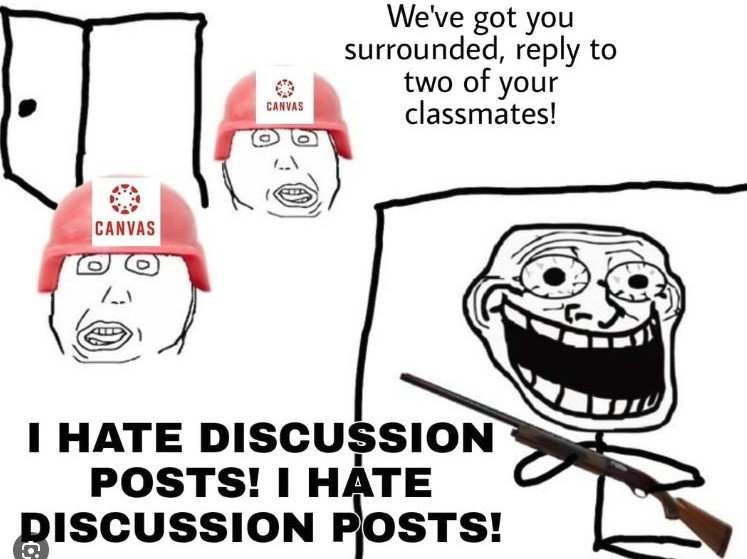 We've got you
surrounded, reply to
two of your
classmates!
CANVAS
CANVAS
I HATE DISCUSSION
POSTS! I HATE
DISCUSSION POSTS!